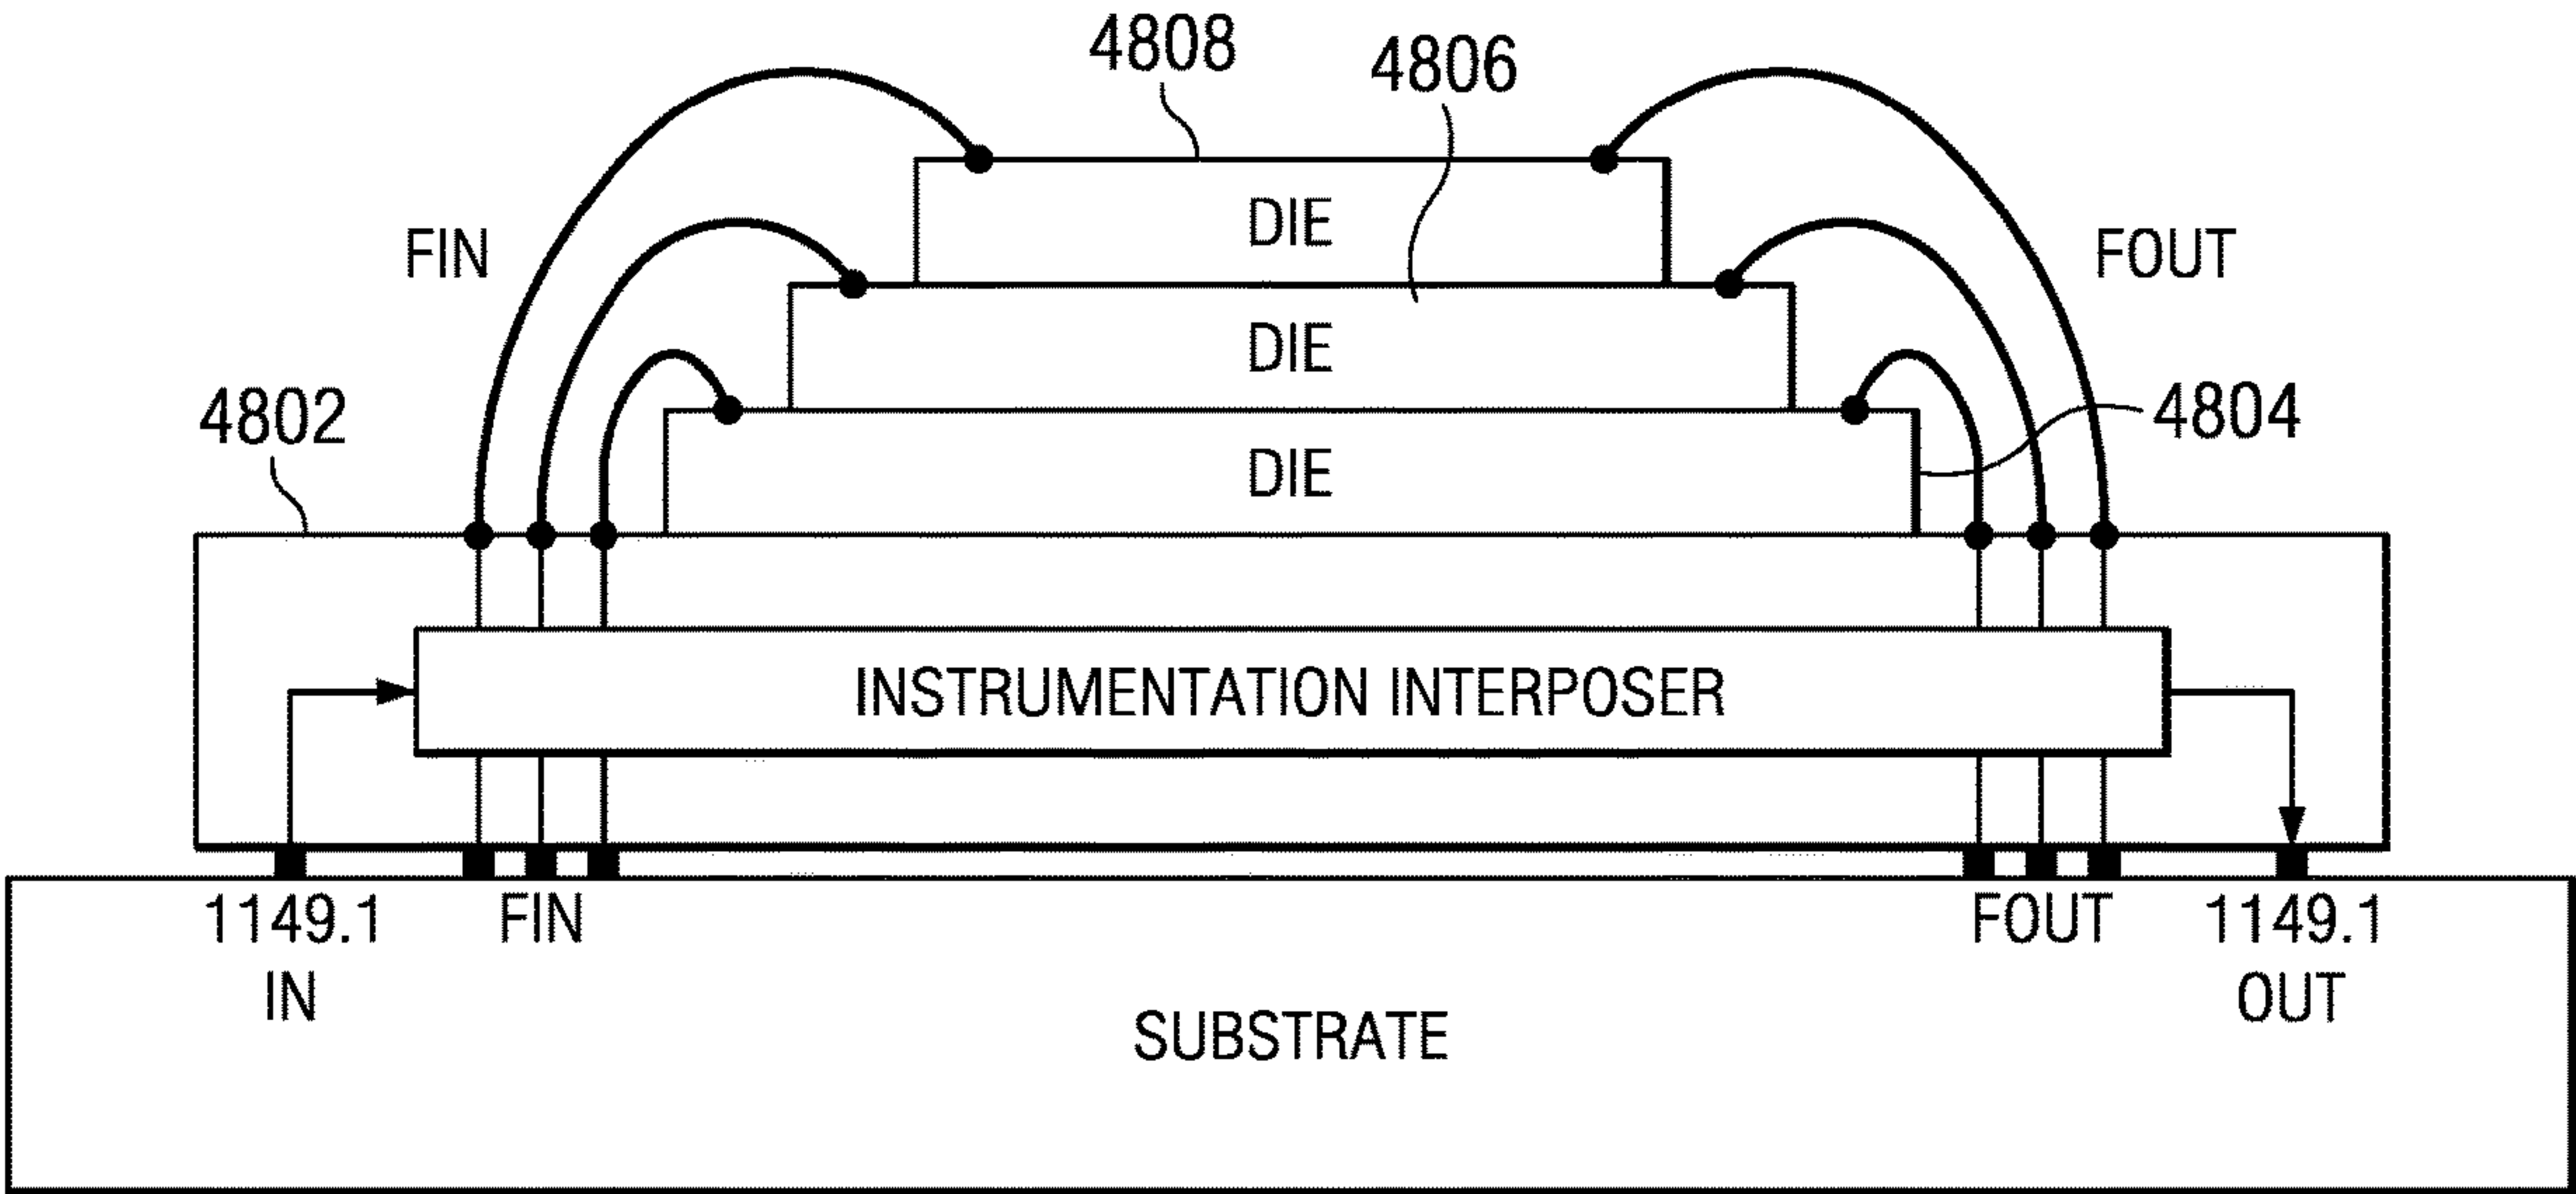 4808
4806
FIN
DIE
FOUT
DIE
4802
4804
DIE
INSTRUMENTATION INTERPOSER
1149.1
IN
FIN
FOUT
1149.1
OUT
SUBSTRATE